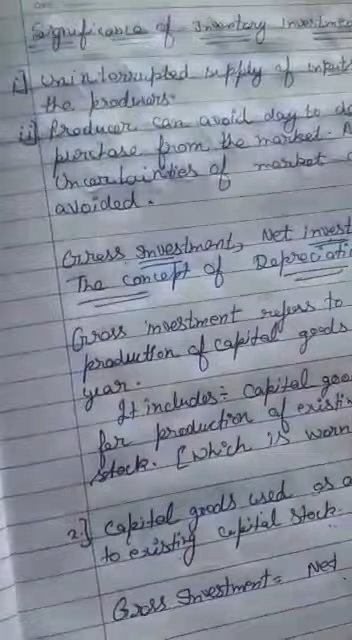 Significance of Inventory Investme
i] Uninterrupted supply of inputs
the producers.
ii] Producer can avoid day to d
purchase from the market.
Uncertainties of market
avoided.
Gross Investment, Net invest
The concept of Depreciati
Gross investment refers to
production of capital goods
year.
It includes:- Capital goo
for production of existi
stock. [Which is worn
2.] Capital goods used as a
to existing capital stock.
Gross Investment = Net